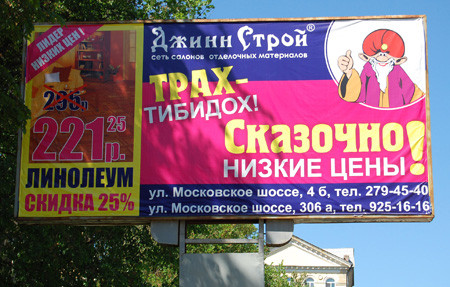 ЛИДЕР
НИЗКИХ ЦЕН!
221 25
р.
ЛИНОЛЕУМ
СКИДКА 25%
Джинн Строй®
сеть салонов отделочных материалов
ТРАХ-
ТИБИДОХ!
Сказочно
НИЗКИЕ ЦЕНЫ!
ул. Московское шоссе, 4 б, тел. 279-45-40
ул. Московское шоссе, 306 а, тел. 925-16-16